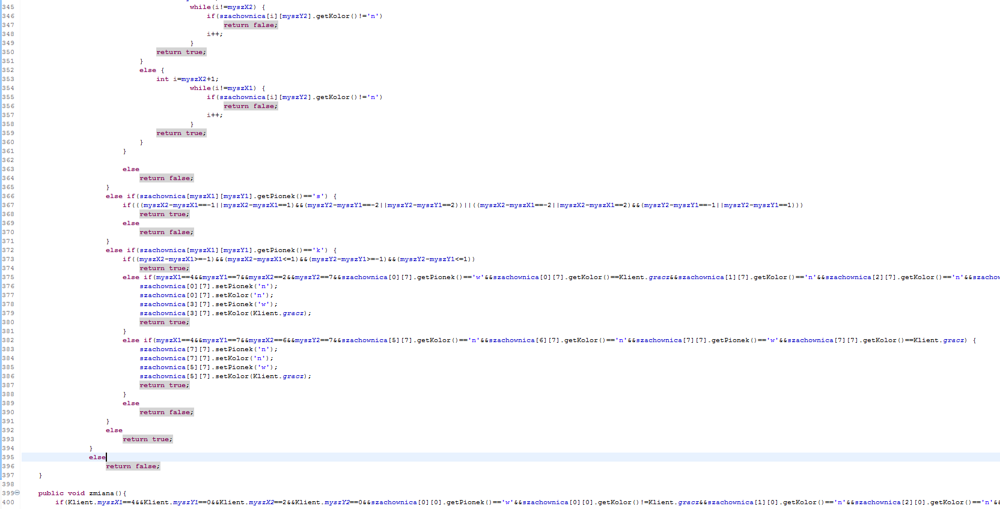 345 while(i!=myszX2) {
346 if(szachownica[i][myszY2].getKolor()!='n')
347 return false;
348 i++;
349 }
350 return true;
351 }
352 else {
353 int i=myszX2+1;
354 while(i!=myszX1) {
355 if(szachownica[i][myszY2].getKolor()!='n')
356 return false;
357 i++;
358 }
359 return true;
360 }
361 }
362
363 else
364 return false;
365 }
366 else if(szachownica[myszX1][myszY1].getPionek()=='s') {
367 if(((myszX2-myszX1==-1||myszX2-myszX1==1)&&(myszY2-myszY1==-2||myszY2-myszY1==2))||((myszX2-myszX1==-2||myszX2-myszX1==2)&&(myszY2-myszY1==-1||myszY2-myszY1==1)))
368 return true;
369 else
370 return false;
371 }
372 else if(szachownica[myszX1][myszY1].getPionek()=='k') {
373 if((myszX2-myszX1>=-1)&&(myszX2-myszX1<=1)&&(myszY2-myszY1>=-1)&&(myszY2-myszY1<=1))
374 return true;
375 else if(myszX1==4&&myszY1==7&&myszX2==2&&myszY2==7&&szachownica[0][7].getPionek()=='w'&&szachownica[0][7].getKolor()==Klient.gracz&&szachownica[1][7].getKolor()=='n'&&szachownica[2][7].getKolor()=='n'&&szachow
376 szachownica[0][7].setPionek('n');
377 szachownica[0][7].setKolor('n');
378 szachownica[3][7].setPionek('w');
379 szachownica[3][7].setKolor(Klient.gracz);
380 return true;
381 }
382 else if(myszX1==4&&myszY1==7&&myszX2==6&&myszY2==7&&szachownica[5][7].getKolor()=='n'&&szachownica[6][7].getKolor()=='n'&&szachownica[7][7].getPionek()=='w'&&szachownica[7][7].getKolor()==Klient.gracz) {
383 szachownica[7][7].setPionek('n');
384 szachownica[7][7].setKolor('n');
385 szachownica[5][7].setPionek('w');
386 szachownica[5][7].setKolor(Klient.gracz);
387 return true;
388 }
389 else
390 return false;
391 }
392 else
393 return true;
394 }
395 else
396 return false;
397 }
398
399 public void zmiana(){
400 if(Klient.myszX1==4&&Klient.myszY1==0&&Klient.myszX2==2&&Klient.myszY2==0&&szachownica[0][0].getPionek()=='w'&&szachownica[0][0].getKolor()!=Klient.gracz&&szachownica[1][0].getKolor()=='n'&&szachownica[2][0].getKolor()=='n'&&